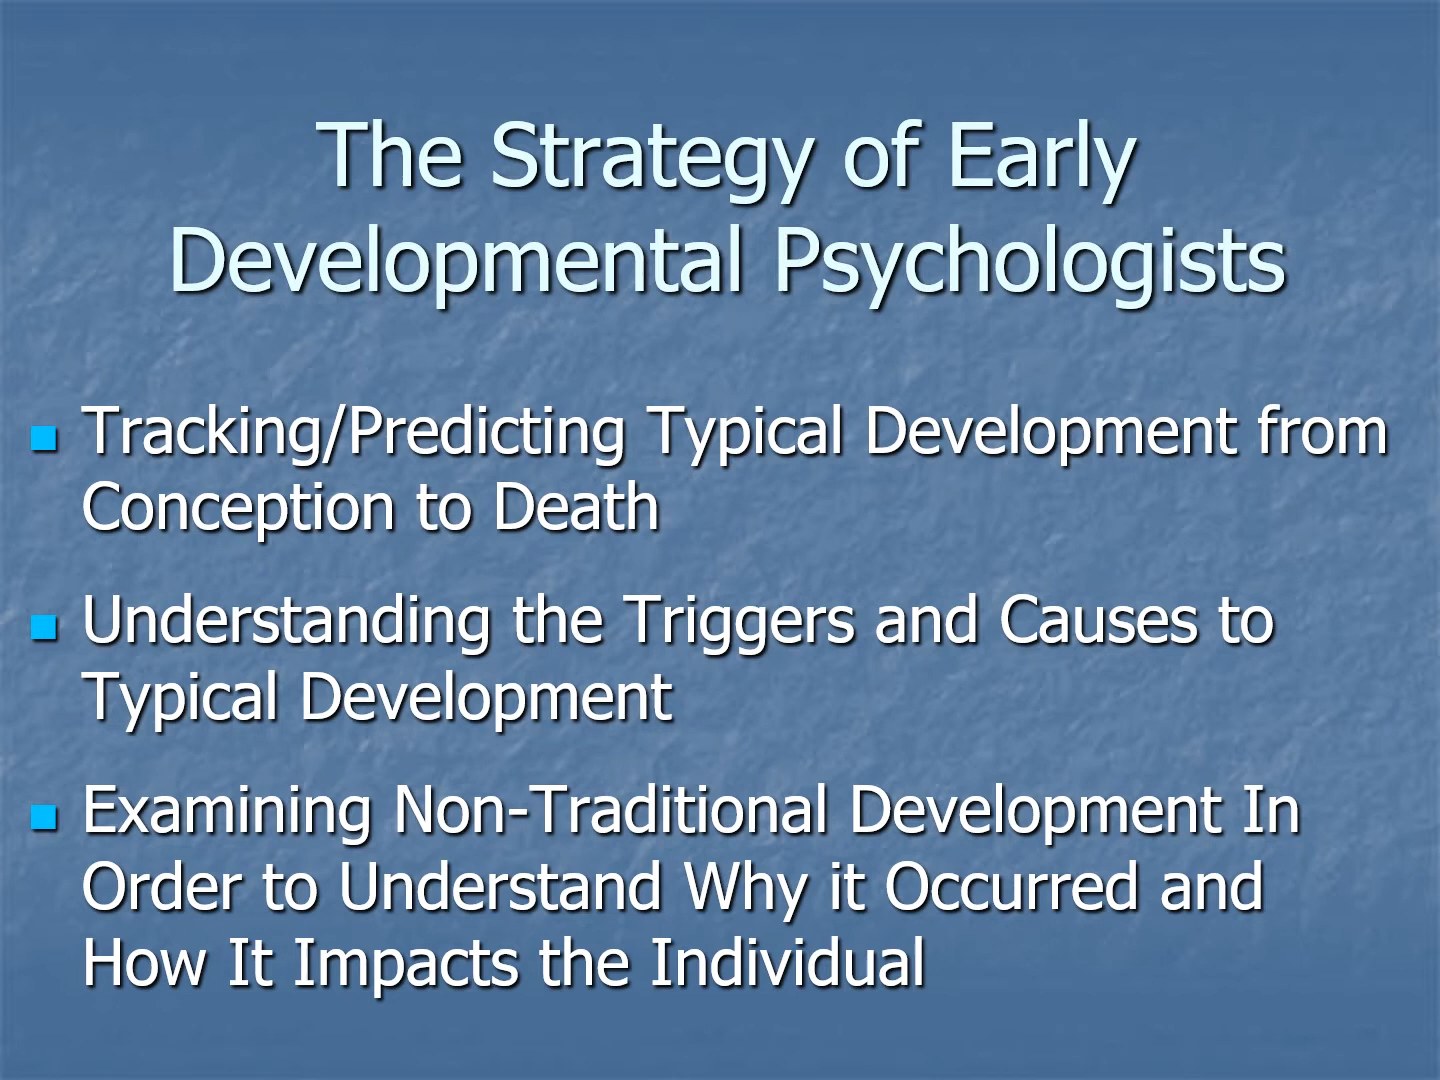 The Strategy of Early
Developmental Psychologists
Tracking/Predicting Typical Development from
Conception to Death
Understanding the Triggers and Causes to
Typical Development
Examining Non-Traditional Development In
Order to Understand Why it Occurred and
How It Impacts the Individual